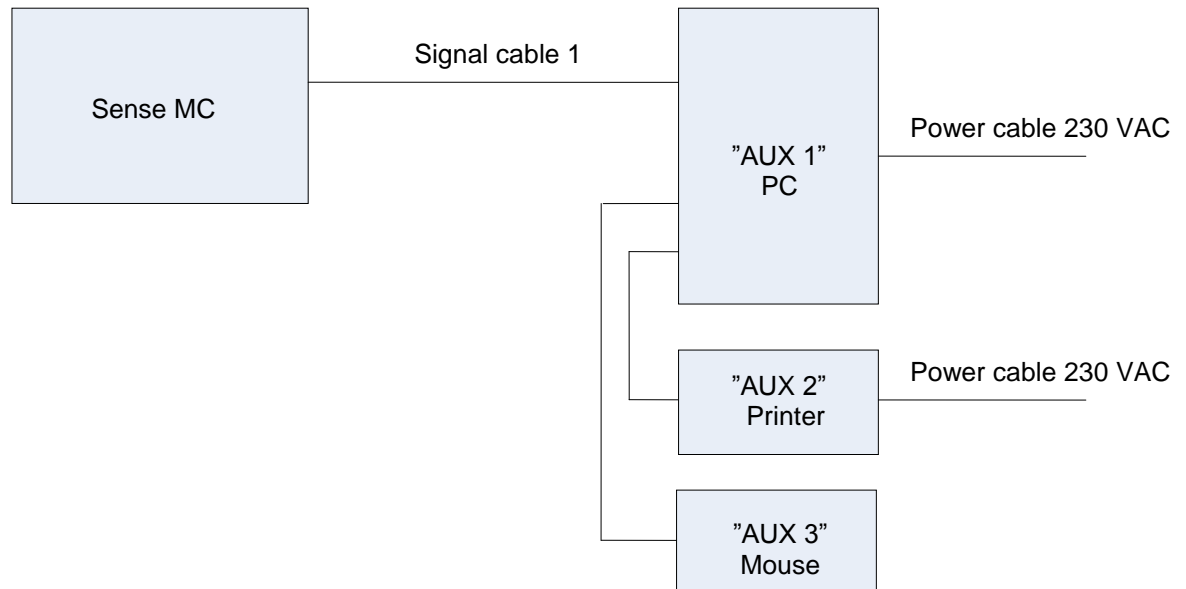 Signal cable 1
Sense MC
Power cable 230 VAC
”AUX 1”
PC
Power cable 230 VAC
”AUX 2”
Printer
”AUX 3”
Mouse